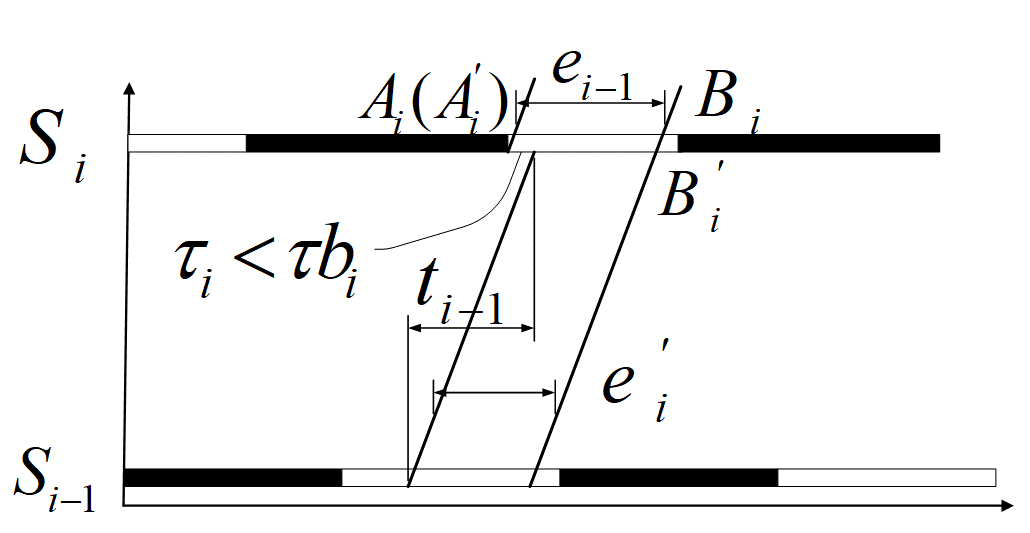 e_{i-1}
A_i(A_i') B_i
S_i
B_i'
τ_i < τb_i
t_{i-1}
e_i'
S_{i-1}